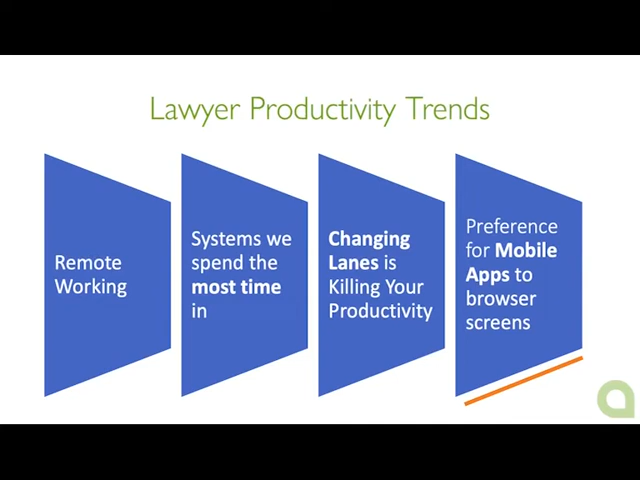 Lawyer Productivity Trends
Remote
Working
Systems we
spend the
most time
in
Changing
Lanes is
Killing Your
Productivity
Preference
for Mobile
Apps to
browser
screens